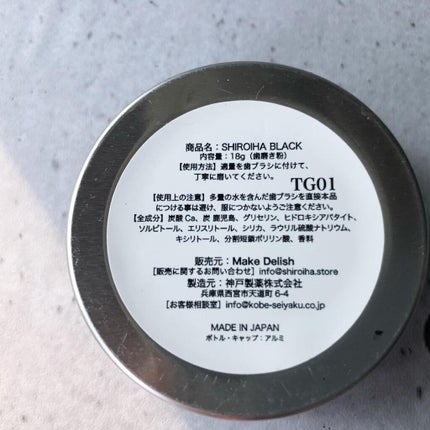 商品名：SHIROIHA BLACK
内容量：18g（歯磨き粉）
【使用方法】適量を歯ブラシに付けて、
丁寧に磨いてください。
TG01
【使用上の注意】多量の水を含んだ歯ブラシを直接本品
につける事は避け、服につかないようご注意ください。
【全成分】炭酸 Ca、炭 鹿児島、グリセリン、ヒドロキシアパタイト、
ソルビトール、エリスリトール、シリカ、ラウリル硫酸ナトリウム、
キシリトール、分割短鎖ポリリン酸、香料
販売元：Make Delish
[販売に関するお問い合わせ] info@shiroiha.store
製造元：神戸製薬株式会社
兵庫県西宮市天道町 6-4
[お客様相談室] info@kobe-seiyaku.co.jp
MADE IN JAPAN
ボトル・キャップ：アルミ